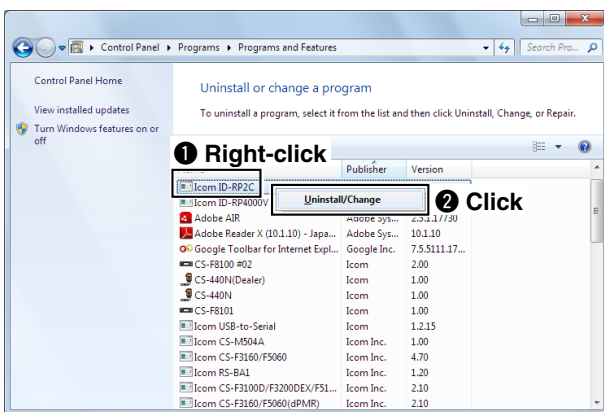 Control Panel ▸ Programs ▸ Programs and Features
Search Pro...
Control Panel Home
View installed updates
Turn Windows features on or off
Uninstall or change a program
To uninstall a program, select it from the list and then click Uninstall, Change, or Repair.
❶ Right-click
Publisher Version
Icom ID-RP2C
Uninstall/Change
❷ Click
Icom ID-RP4000V
Adobe AIR Adobe Sys... 2.5.1.17730
Adobe Reader X (10.1.10) - Japa... Adobe Sys... 10.1.10
Google Toolbar for Internet Expl... Google Inc. 7.5.5111.17...
CS-F8100 #02 Icom 2.00
CS-440N(Dealer) Icom 1.00
CS-440N Icom 1.00
CS-F8101 Icom 1.00
Icom USB-to-Serial Icom 1.2.15
Icom CS-M504A Icom Inc. 1.00
Icom CS-F3160/F5060 Icom Inc. 4.70
Icom RS-BA1 Icom Inc. 1.20
Icom CS-F3100D/F3200DEX/F51... Icom Inc. 2.10
Icom CS-F3160/F5060(dPMR) Icom Inc. 2.10